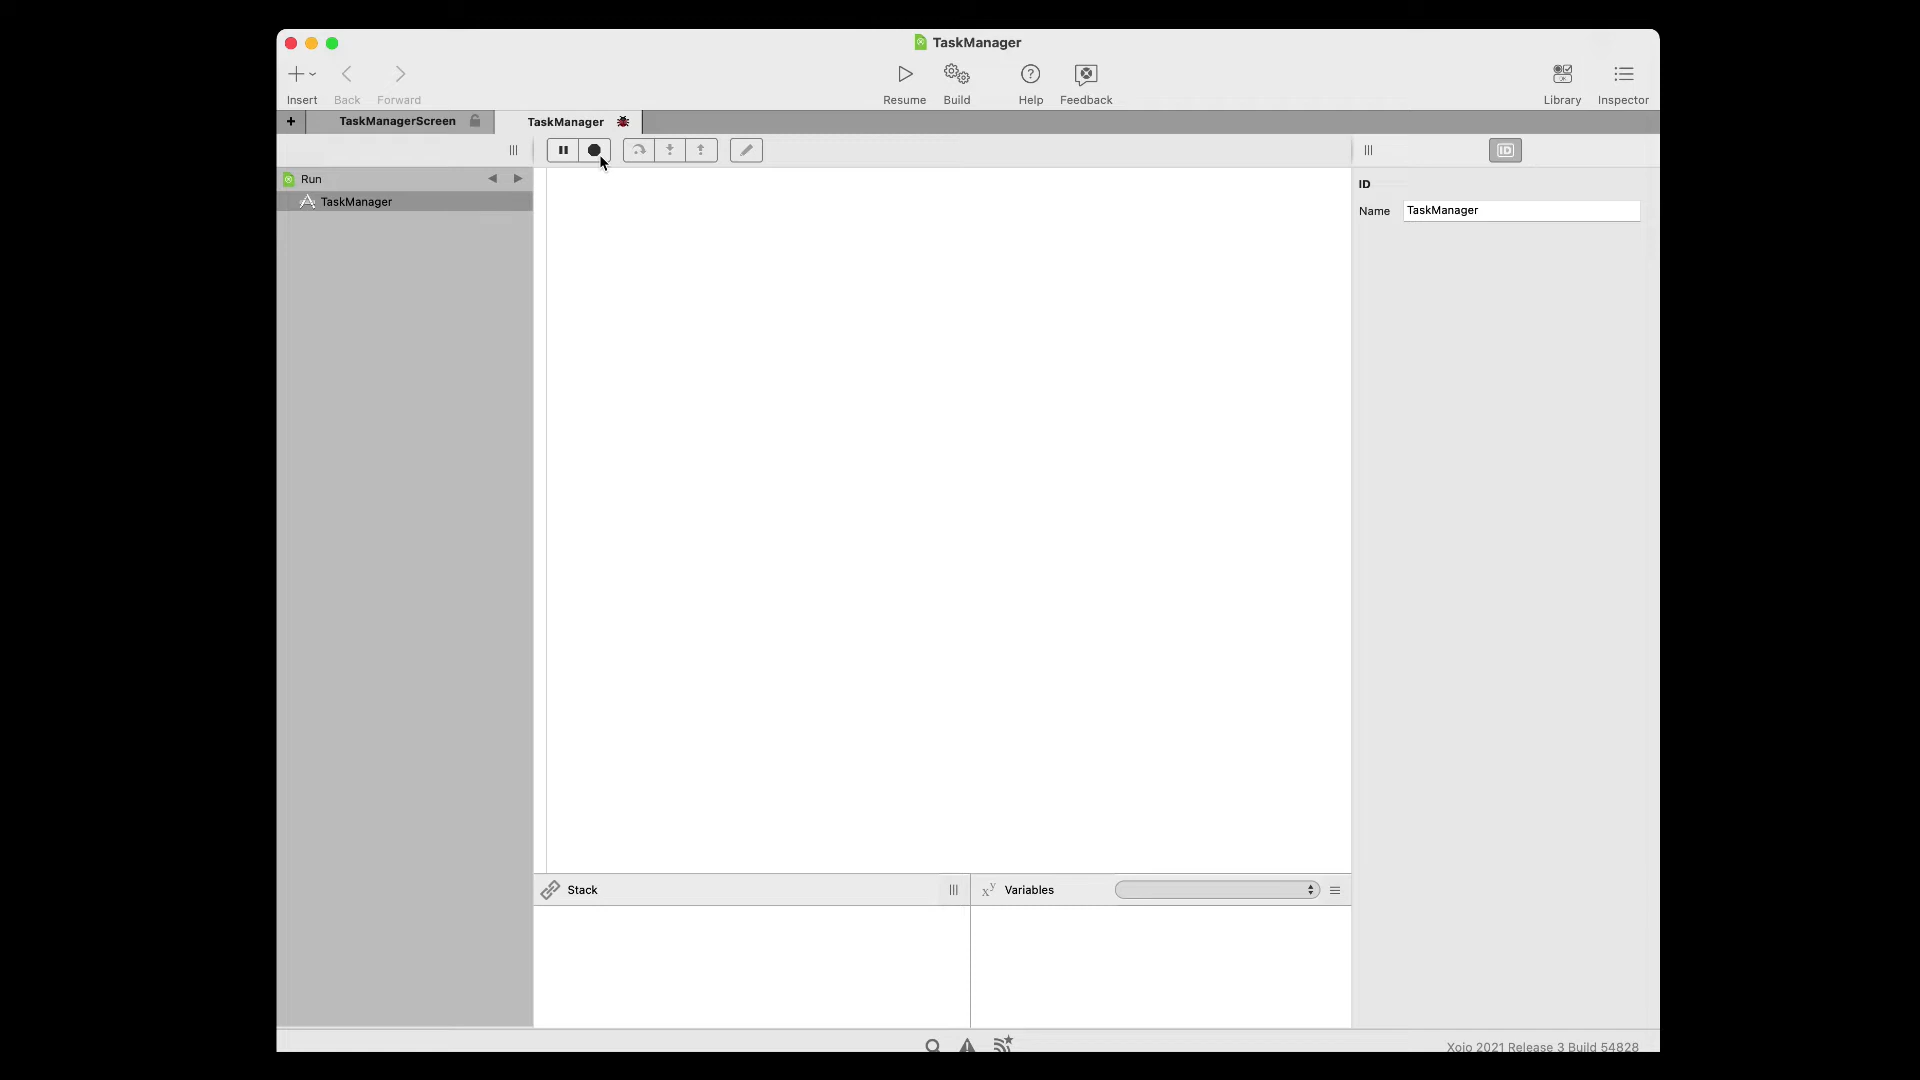 TaskManager
Insert Back Forward Resume Build Help Feedback Library Inspector
+ TaskManagerScreen TaskManager
ID
Run
TaskManager
ID
Name TaskManager
Stack
Variables
Xojo 2021 Release 3 Build 54828